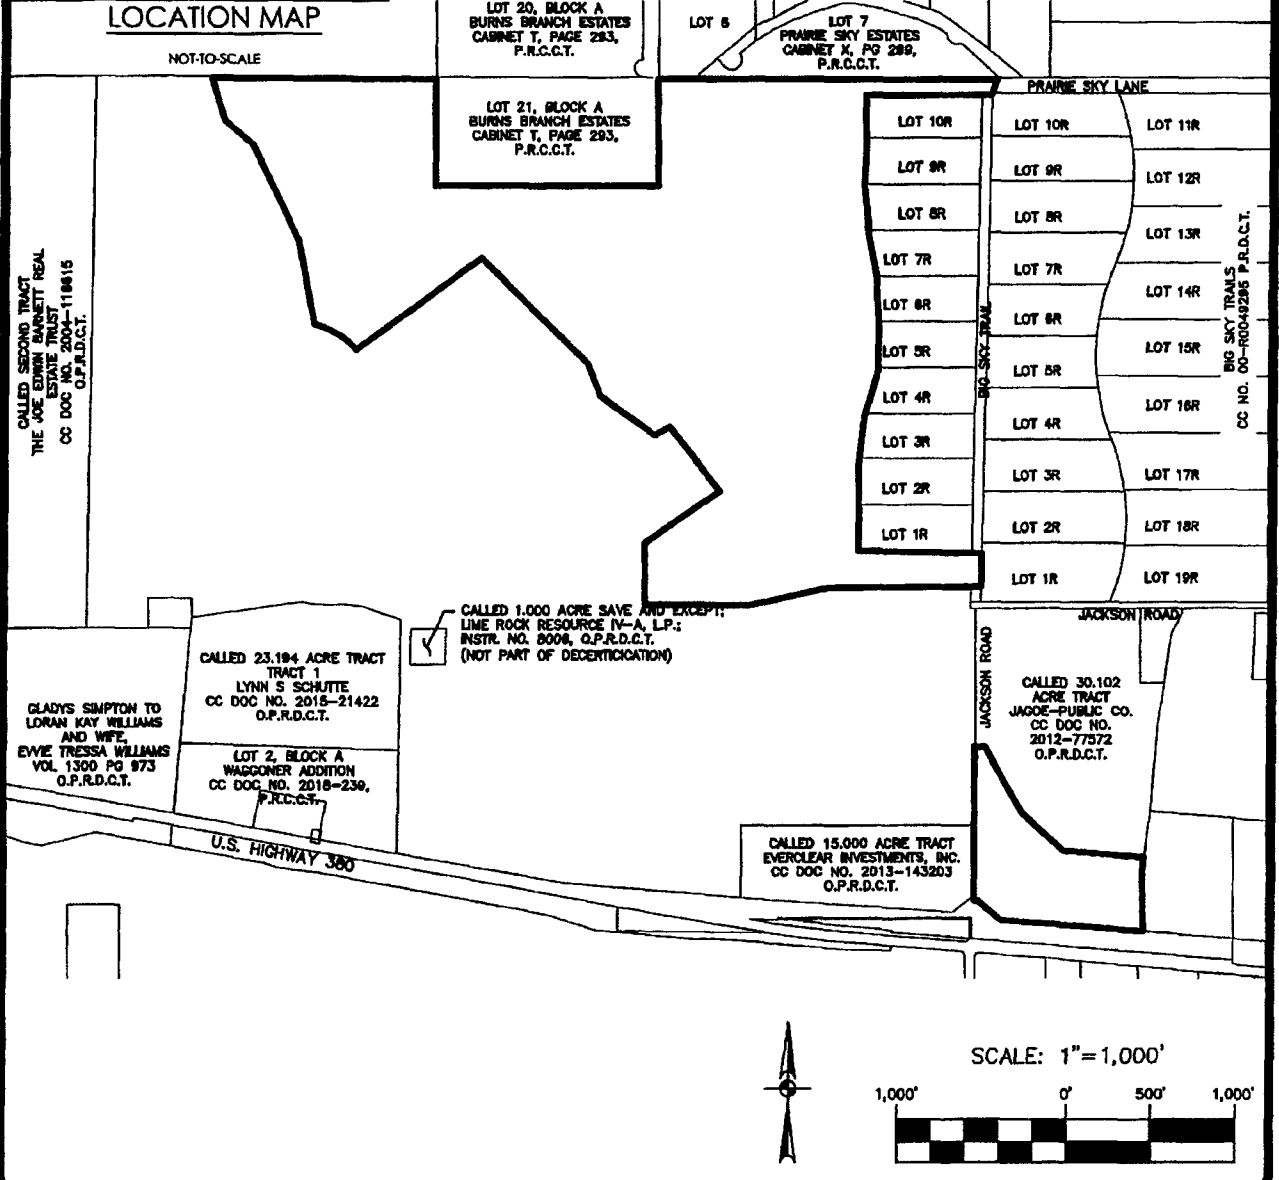 LOCATION MAP
NOT-TO-SCALE
LOT 20, BLOCK A
BURNS BRANCH ESTATES
CABINET T, PAGE 293,
P.R.C.C.T.
LOT 6
LOT 7
PRAIRIE SKY ESTATES
CABINET X, PG 299,
P.R.C.C.T.
LOT 21, BLOCK A
BURNS BRANCH ESTATES
CABINET T, PAGE 293,
P.R.C.C.T.
PRAIRIE SKY LANE
LOT 10R
LOT 9R
LOT 8R
LOT 7R
LOT 6R
LOT 5R
LOT 4R
LOT 3R
LOT 2R
LOT 1R
BIG SKY TRAIL
LOT 10R
LOT 9R
LOT 8R
LOT 7R
LOT 6R
LOT 5R
LOT 4R
LOT 3R
LOT 2R
LOT 1R
LOT 11R
LOT 12R
LOT 13R
LOT 14R
LOT 15R
LOT 16R
LOT 17R
LOT 18R
LOT 19R
BIG SKY TRAILS
CC NO. 00-R0049295 P.R.D.C.T.
CALLED SECOND TRACT
THE JOE EDWIN BARNETT REAL
ESTATE TRUST
CC DOC NO. 2004-118615
O.P.R.D.C.T.
CALLED 1.000 ACRE SAVE AND EXCEPT;
LIME ROCK RESOURCE IV-A, L.P.;
INSTR. NO. 8006, O.P.R.D.C.T.
(NOT PART OF DECERTICICATION)
JACKSON ROAD
JACKSON ROAD
CALLED 23.194 ACRE TRACT
TRACT 1
LYNN S SCHUTTE
CC DOC NO. 2015-21422
O.P.R.D.C.T.
GLADYS SIMPTON TO
LORAN KAY WILLIAMS
AND WIFE,
EVVIE TRESSA WILLIAMS
VOL. 1300 PG 973
O.P.R.D.C.T.
LOT 2, BLOCK A
WAGGONER ADDITION
CC DOC NO. 2018-239,
P.R.C.C.T.
CALLED 30.102
ACRE TRACT
JAGOE-PUBLIC CO.
CC DOC NO.
2012-77572
O.P.R.D.C.T.
U.S. HIGHWAY 380
CALLED 15.000 ACRE TRACT
EVERCLEAR INVESTMENTS, INC.
CC DOC NO. 2013-143203
O.P.R.D.C.T.
SCALE: 1"=1,000'
1,000' 0' 500' 1,000'